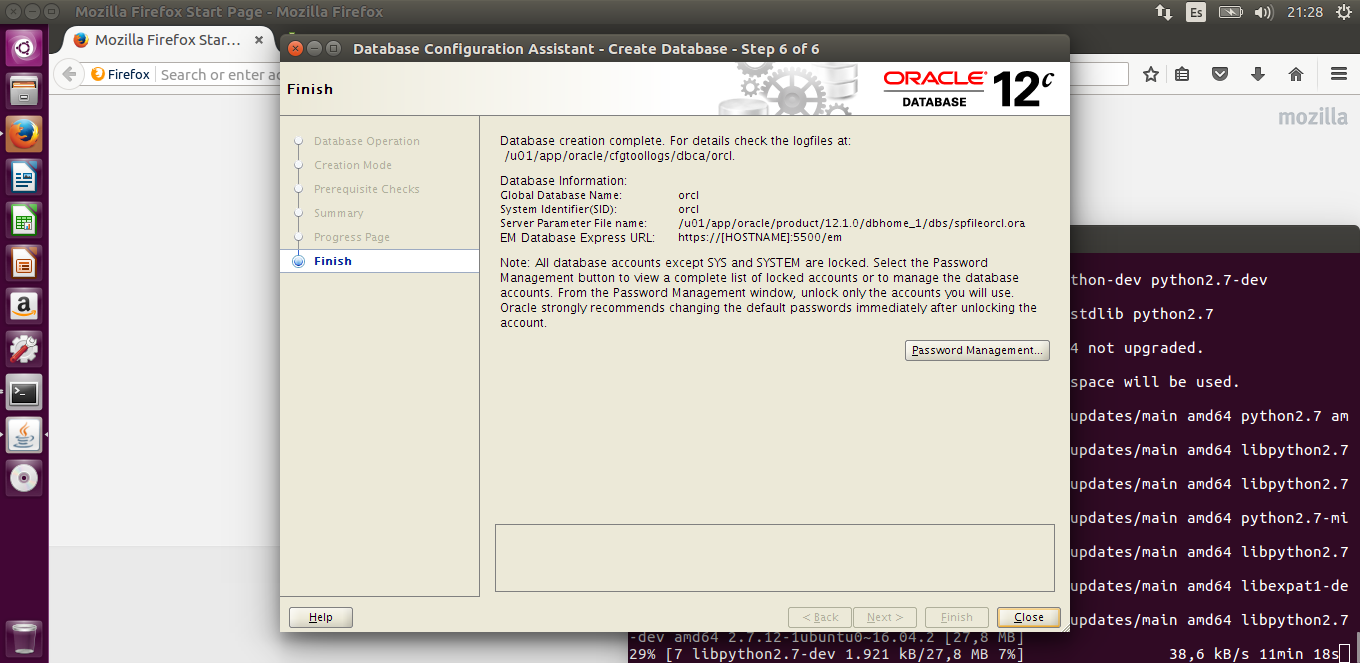 Mozilla Firefox Start Page - Mozilla Firefox
Es
21:28
Mozilla Firefox Star...
Firefox
Search or enter ad
mozilla
Database Configuration Assistant - Create Database - Step 6 of 6
Finish
ORACLE
DATABASE
12c
Database Operation
Creation Mode
Prerequisite Checks
Summary
Progress Page
Finish
Database creation complete. For details check the logfiles at:
/u01/app/oracle/cfgtoollogs/dbca/orcl.
Database Information:
Global Database Name: orcl
System Identifier(SID): orcl
Server Parameter File name: /u01/app/oracle/product/12.1.0/dbhome_1/dbs/spfileorcl.ora
EM Database Express URL: https://[HOSTNAME]:5500/em
Note: All database accounts except SYS and SYSTEM are locked. Select the Password
Management button to view a complete list of locked accounts or to manage the database
accounts. From the Password Management window, unlock only the accounts you will use.
Oracle strongly recommends changing the default passwords immediately after unlocking the
account.
Password Management...
Help
< Back
Next >
Finish
Close
thon-dev python2.7-dev
stdlib python2.7
4 not upgraded.
space will be used.
updates/main amd64 python2.7 am
updates/main amd64 libpython2.7
updates/main amd64 libpython2.7
updates/main amd64 python2.7-mi
updates/main amd64 libpython2.7
updates/main amd64 libexpat1-de
updates/main amd64 libpython2.7
-dev amd64 2.7.12-1ubuntu0~16.04.2 [27,8 MB]
29% [7 libpython2.7-dev 1.921 kB/27,8 MB 7%] 38,6 kB/s 11min 18s